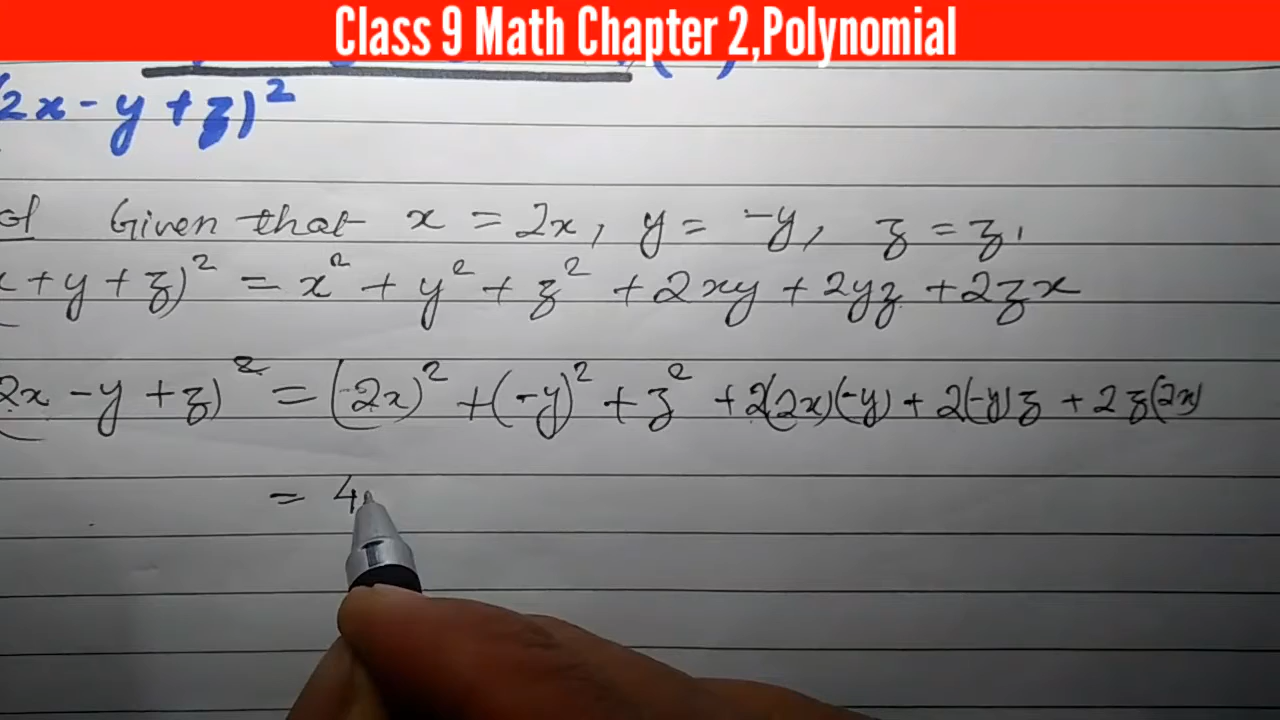 Class 9 Math Chapter 2,Polynomial
2x - y + z)²
Given that x = 2x, y = -y, z = z,
+ y + z)² = x² + y² + z² + 2xy + 2yz + 2zx
2x - y + z)² = (2x)² + (-y)² + z² + 2(2x)(-y) + 2(-y)z + 2z(2x)
= 4